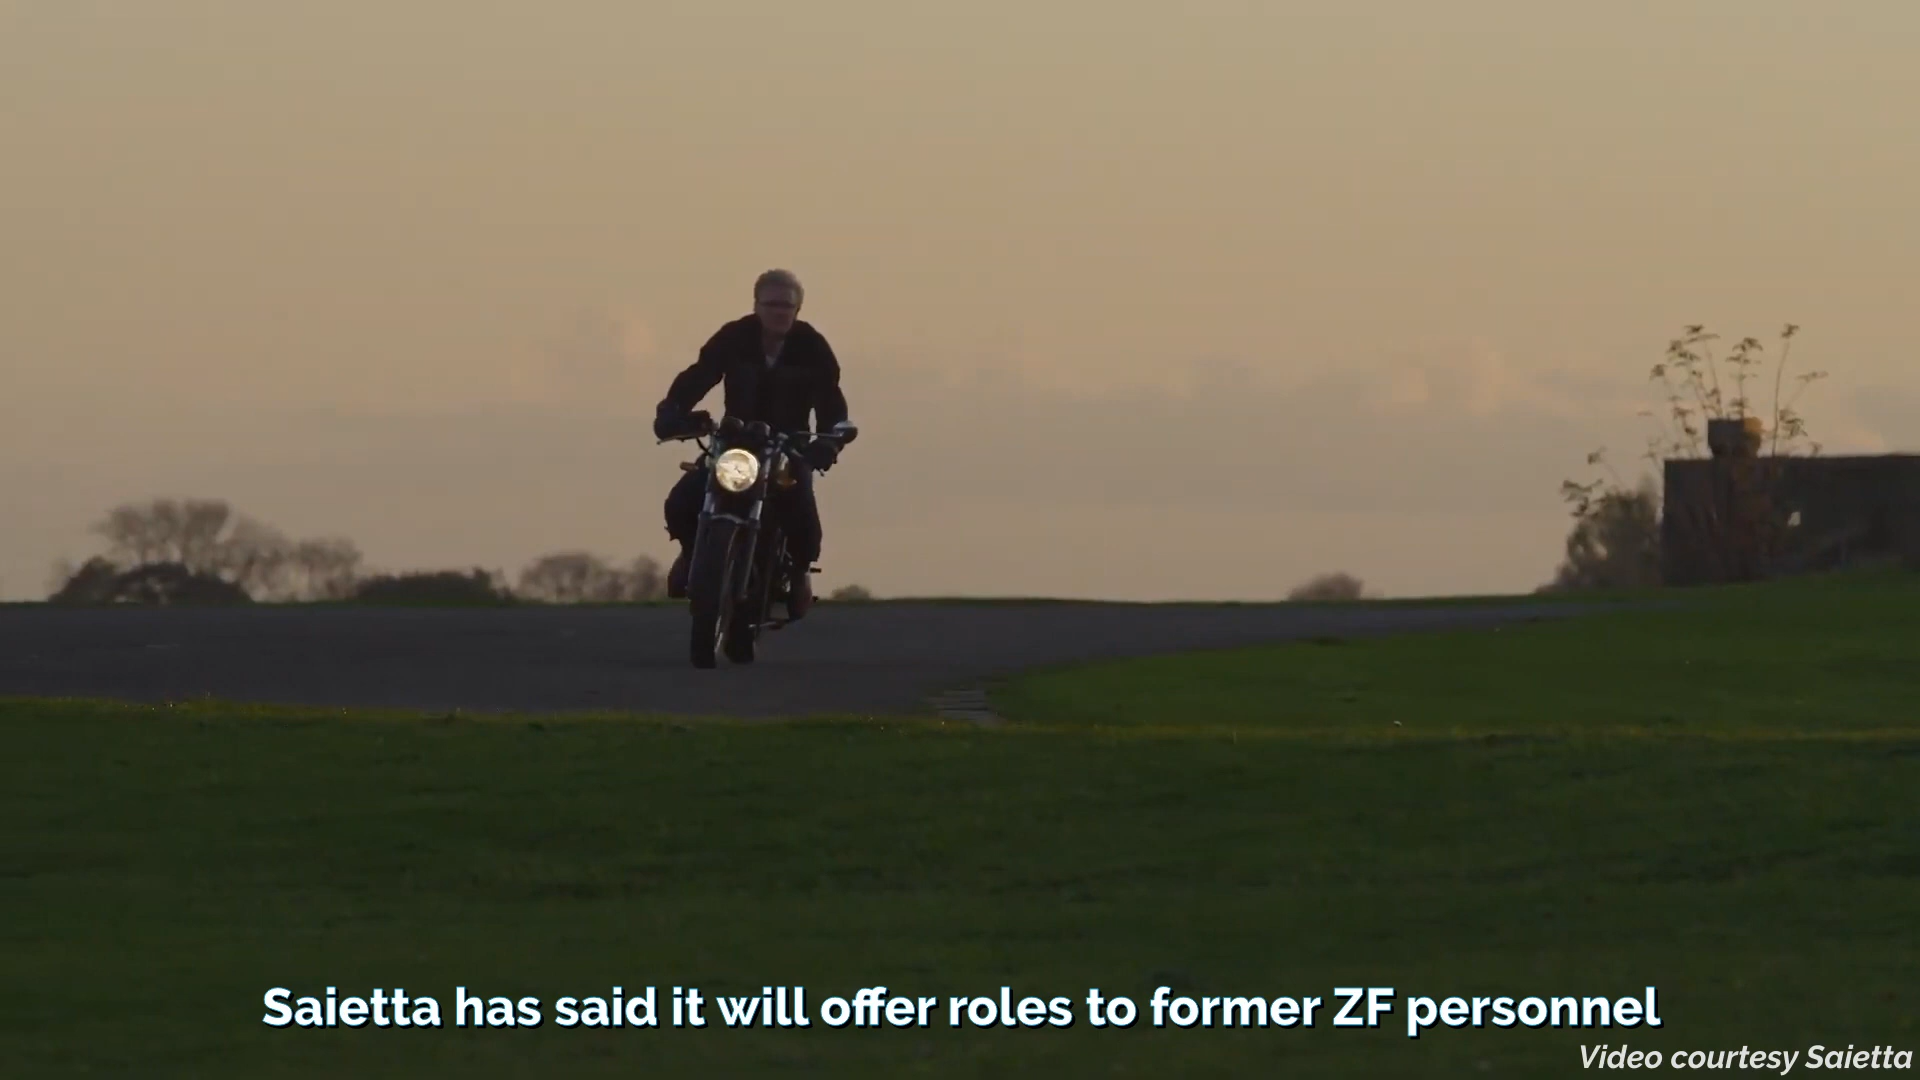 Saietta has said it will offer roles to former ZF personnel
Video courtesy Saietta